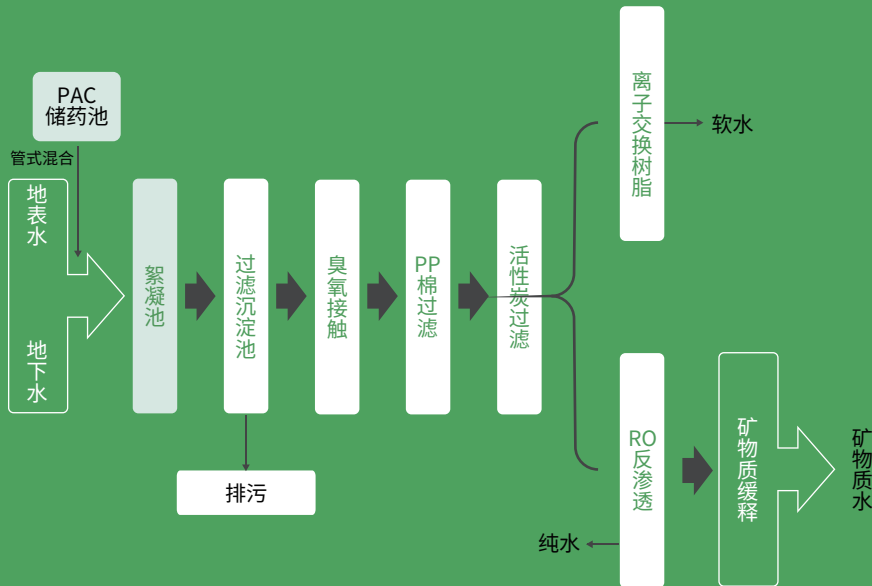 PAC
储药池
管式混合
地表水
地下水
絮凝池
过滤沉淀池
排污
臭氧接触
PP
棉过滤
活性炭过滤
离子交换树脂
软水
RO
反渗透
纯水
矿物质缓释
矿物质水